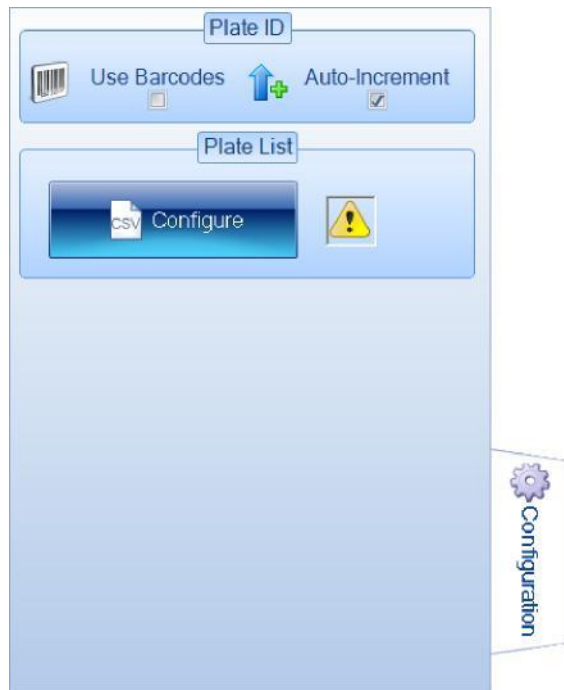 Plate ID
Use Barcodes Auto-Increment
Plate List
CSV Configure
Configuration